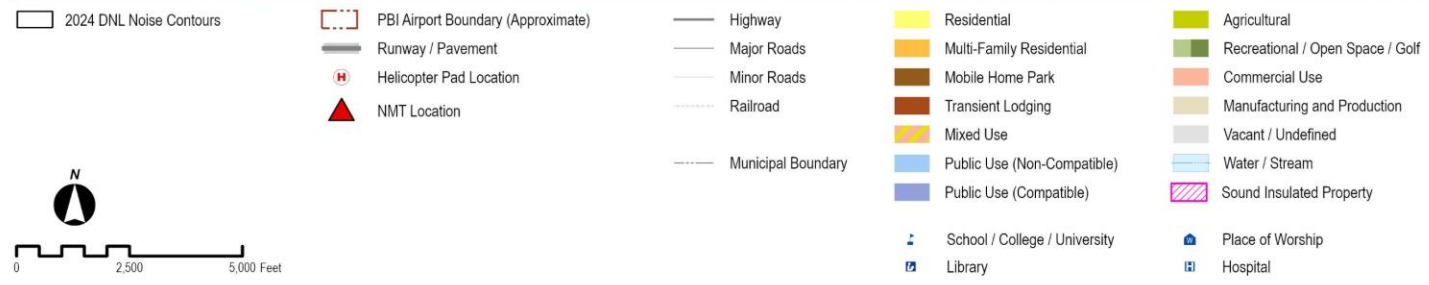 2024 DNL Noise Contours
PBI Airport Boundary (Approximate)
Runway / Pavement
H Helicopter Pad Location
NMT Location
Highway
Major Roads
Minor Roads
Railroad
Municipal Boundary
Residential
Multi-Family Residential
Mobile Home Park
Transient Lodging
Mixed Use
Public Use (Non-Compatible)
Public Use (Compatible)
School / College / University
Library
Agricultural
Recreational / Open Space / Golf
Commercial Use
Manufacturing and Production
Vacant / Undefined
Water / Stream
Sound Insulated Property
Place of Worship
H Hospital
N
0 2,500 5,000 Feet